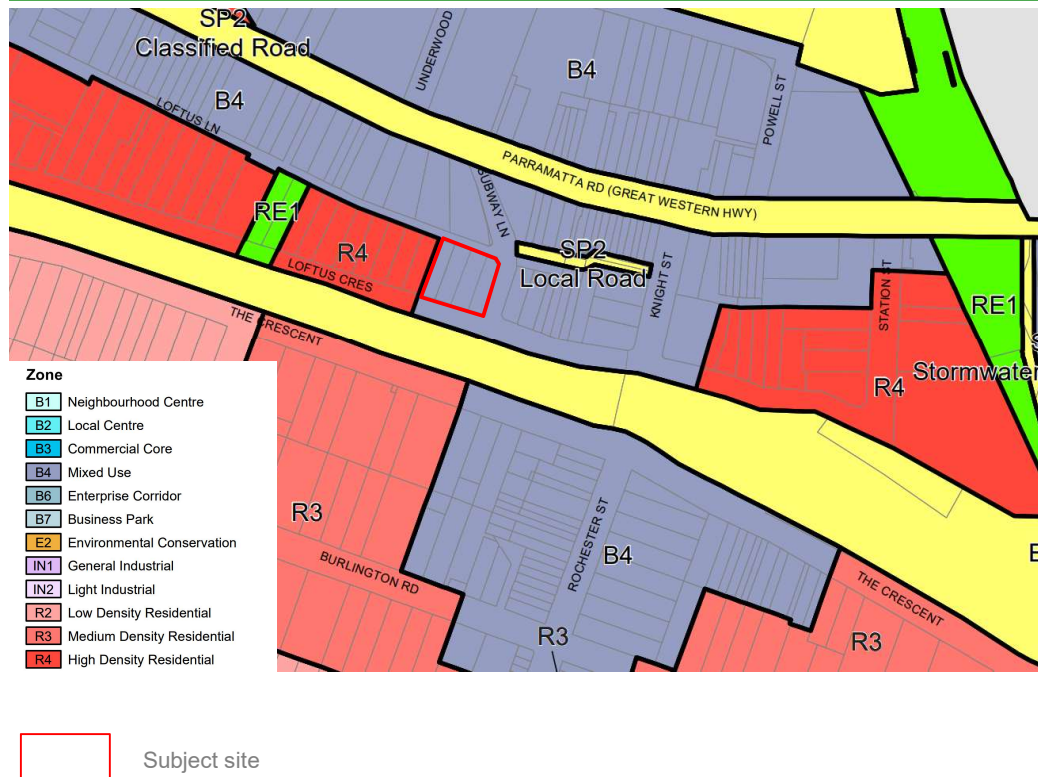 SP2
Classified Road
UNDERWOOD
B4
B4
POWELL ST
LOFTUS LN
PARRAMATTA RD (GREAT WESTERN HWY)
SUBWAY LN
RE1
R4
LOFTUS CRES
SP2
Local Road
KNIGHT ST
STATION ST
RE1
THE CRESCENT
R4
Stormwater
Zone
B1 Neighbourhood Centre
B2 Local Centre
B3 Commercial Core
B4 Mixed Use
B6 Enterprise Corridor
B7 Business Park
E2 Environmental Conservation
IN1 General Industrial
IN2 Light Industrial
R2 Low Density Residential
R3 Medium Density Residential
R4 High Density Residential
R3
BURLINGTON RD
ROCHESTER ST
B4
R3
THE CRESCENT
R3
Subject site